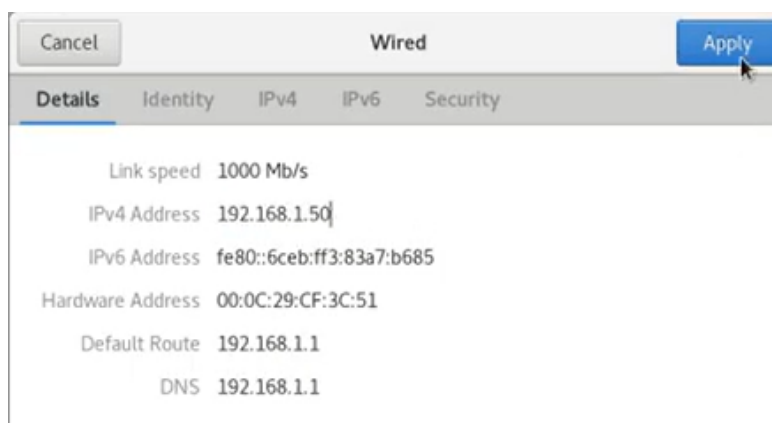 Cancel Wired Apply
Details Identity IPv4 IPv6 Security
Link speed 1000 Mb/s
IPv4 Address 192.168.1.50
IPv6 Address fe80::6ceb:ff3:83a7:b685
Hardware Address 00:0C:29:CF:3C:51
Default Route 192.168.1.1
DNS 192.168.1.1